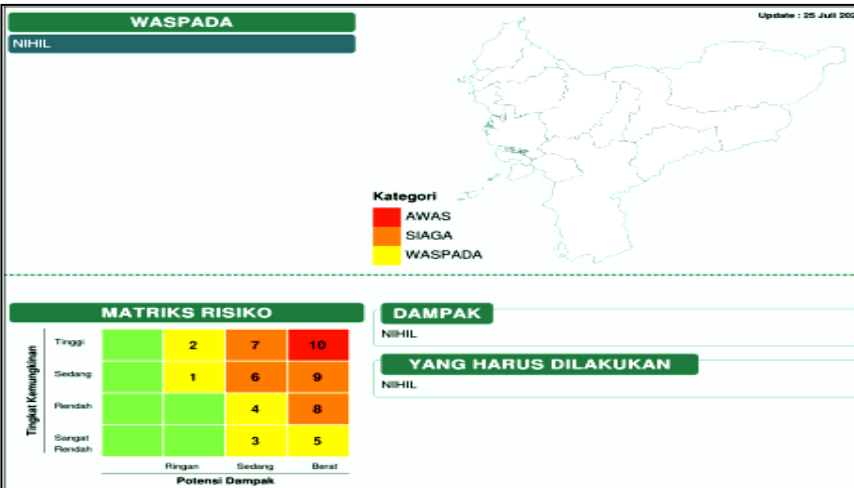 WASPADA
NIHIL
Update : 25 Juli 202
Kategori
AWAS
SIAGA
WASPADA
MATRIKS RISIKO
Tingkat Kemungkinan
Tinggi
2
7
10
Sedang
1
6
9
Rendah
4
8
Sangat
Rendah
3
5
Ringan
Sedang
Berat
Potensi Dampak
DAMPAK
NIHIL
YANG HARUS DILAKUKAN
NIHIL